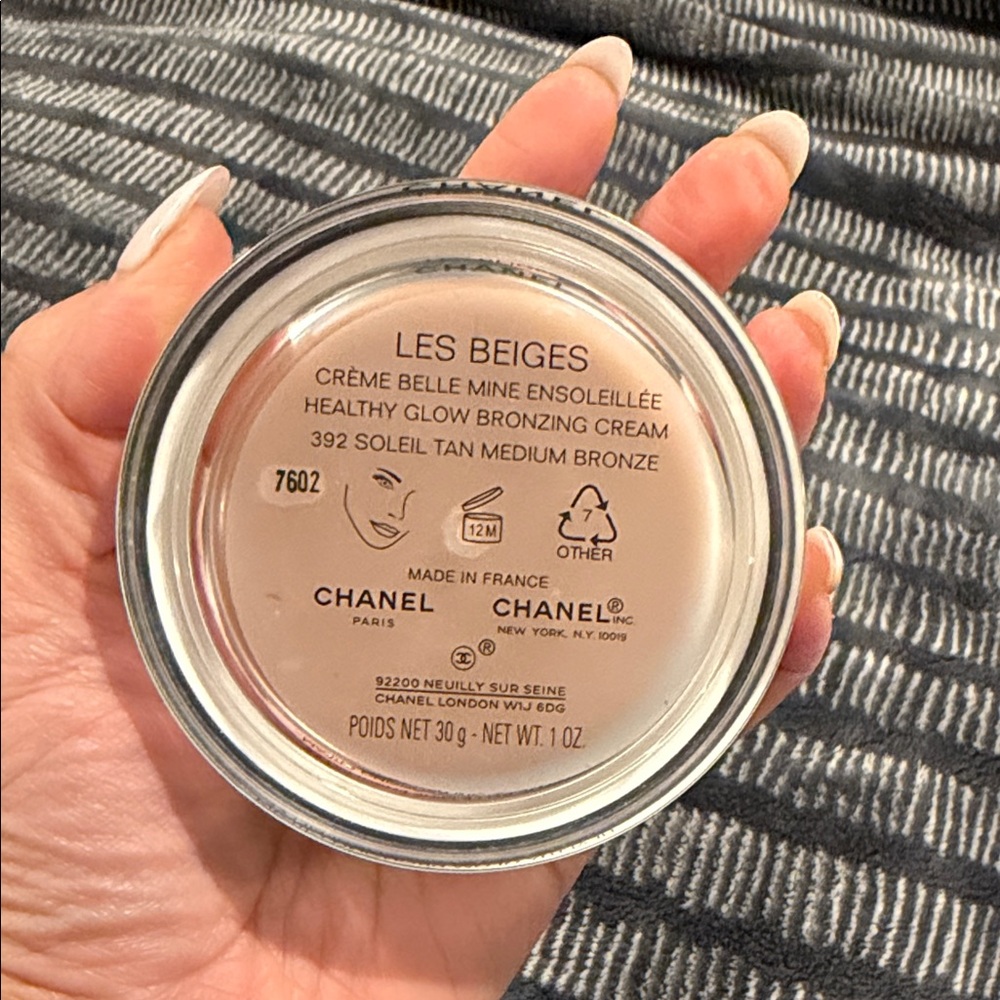 LES BEIGES
CRÈME BELLE MINE ENSOLEILLÉE
HEALTHY GLOW BRONZING CREAM
392 SOLEIL TAN MEDIUM BRONZE
7602
12 M
7
OTHER
MADE IN FRANCE
CHANEL
PARIS
CHANEL® INC.
NEW YORK, N.Y. 10019
®
92200 NEUILLY SUR SEINE
CHANEL LONDON W1J 6DG
POIDS NET 30 g - NET WT. 1 OZ.